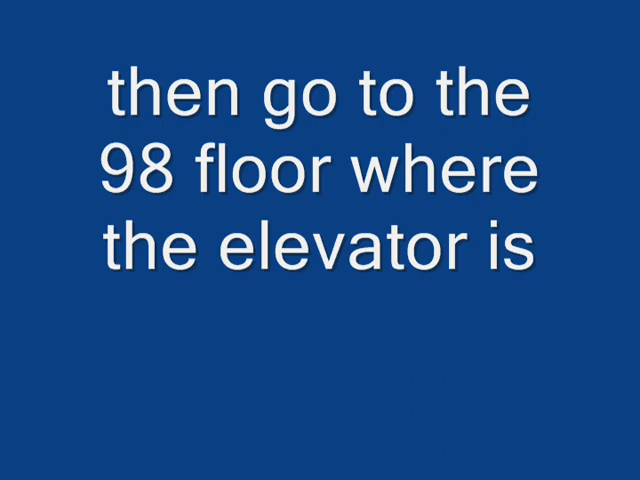 then go to the
98 floor where
the elevator is